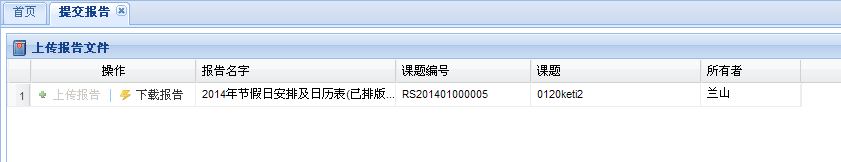 首页 提交报告
上传报告文件
操作 报告名字 课题编号 课题 所有者
1 上传报告 | 下载报告 2014年节假日安排及日历表(已排版... RS201401000005 0120keti2 兰山